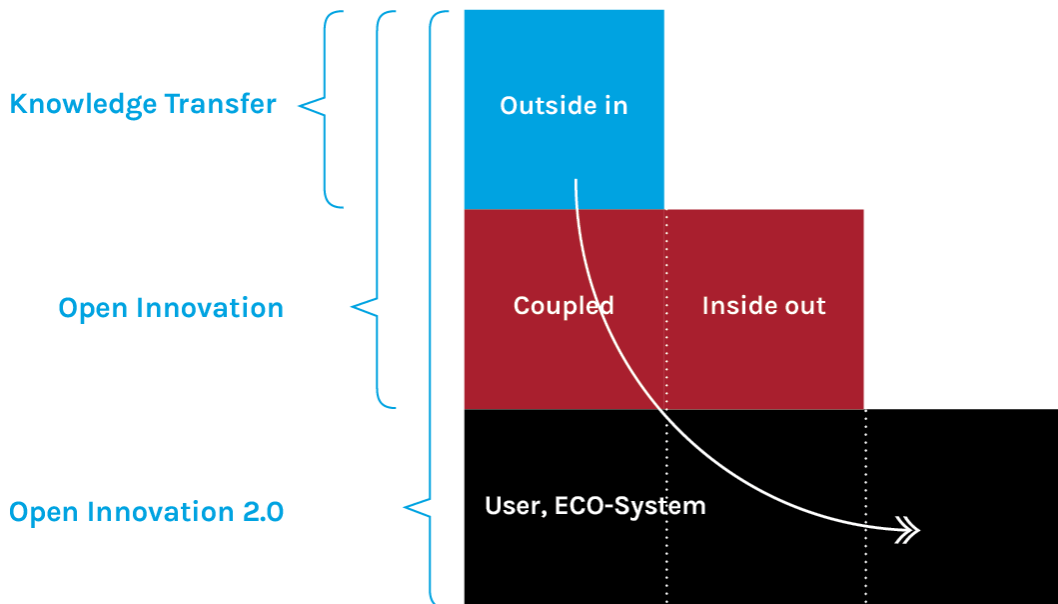 Knowledge Transfer
Outside in
Open Innovation
Coupled
Inside out
Open Innovation 2.0
User, ECO-System